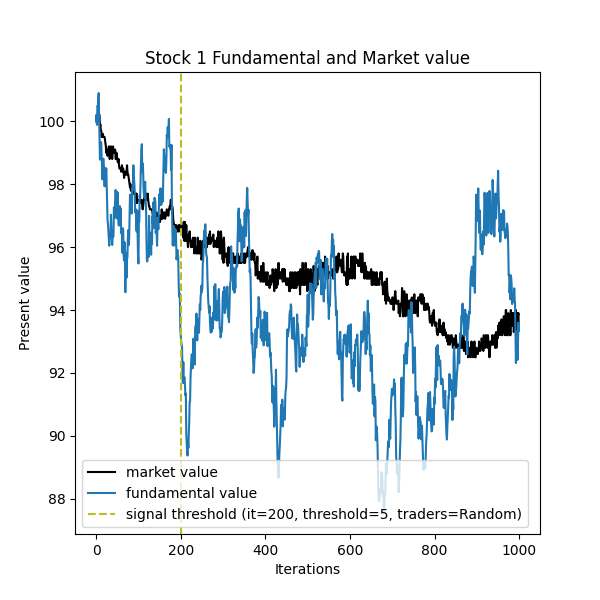 Stock 1 Fundamental and Market value
Present value
100
98
96
94
92
90
88
market value
fundamental value
signal threshold (it=200, threshold=5, traders=Random)
0
200
400
600
800
1000
Iterations